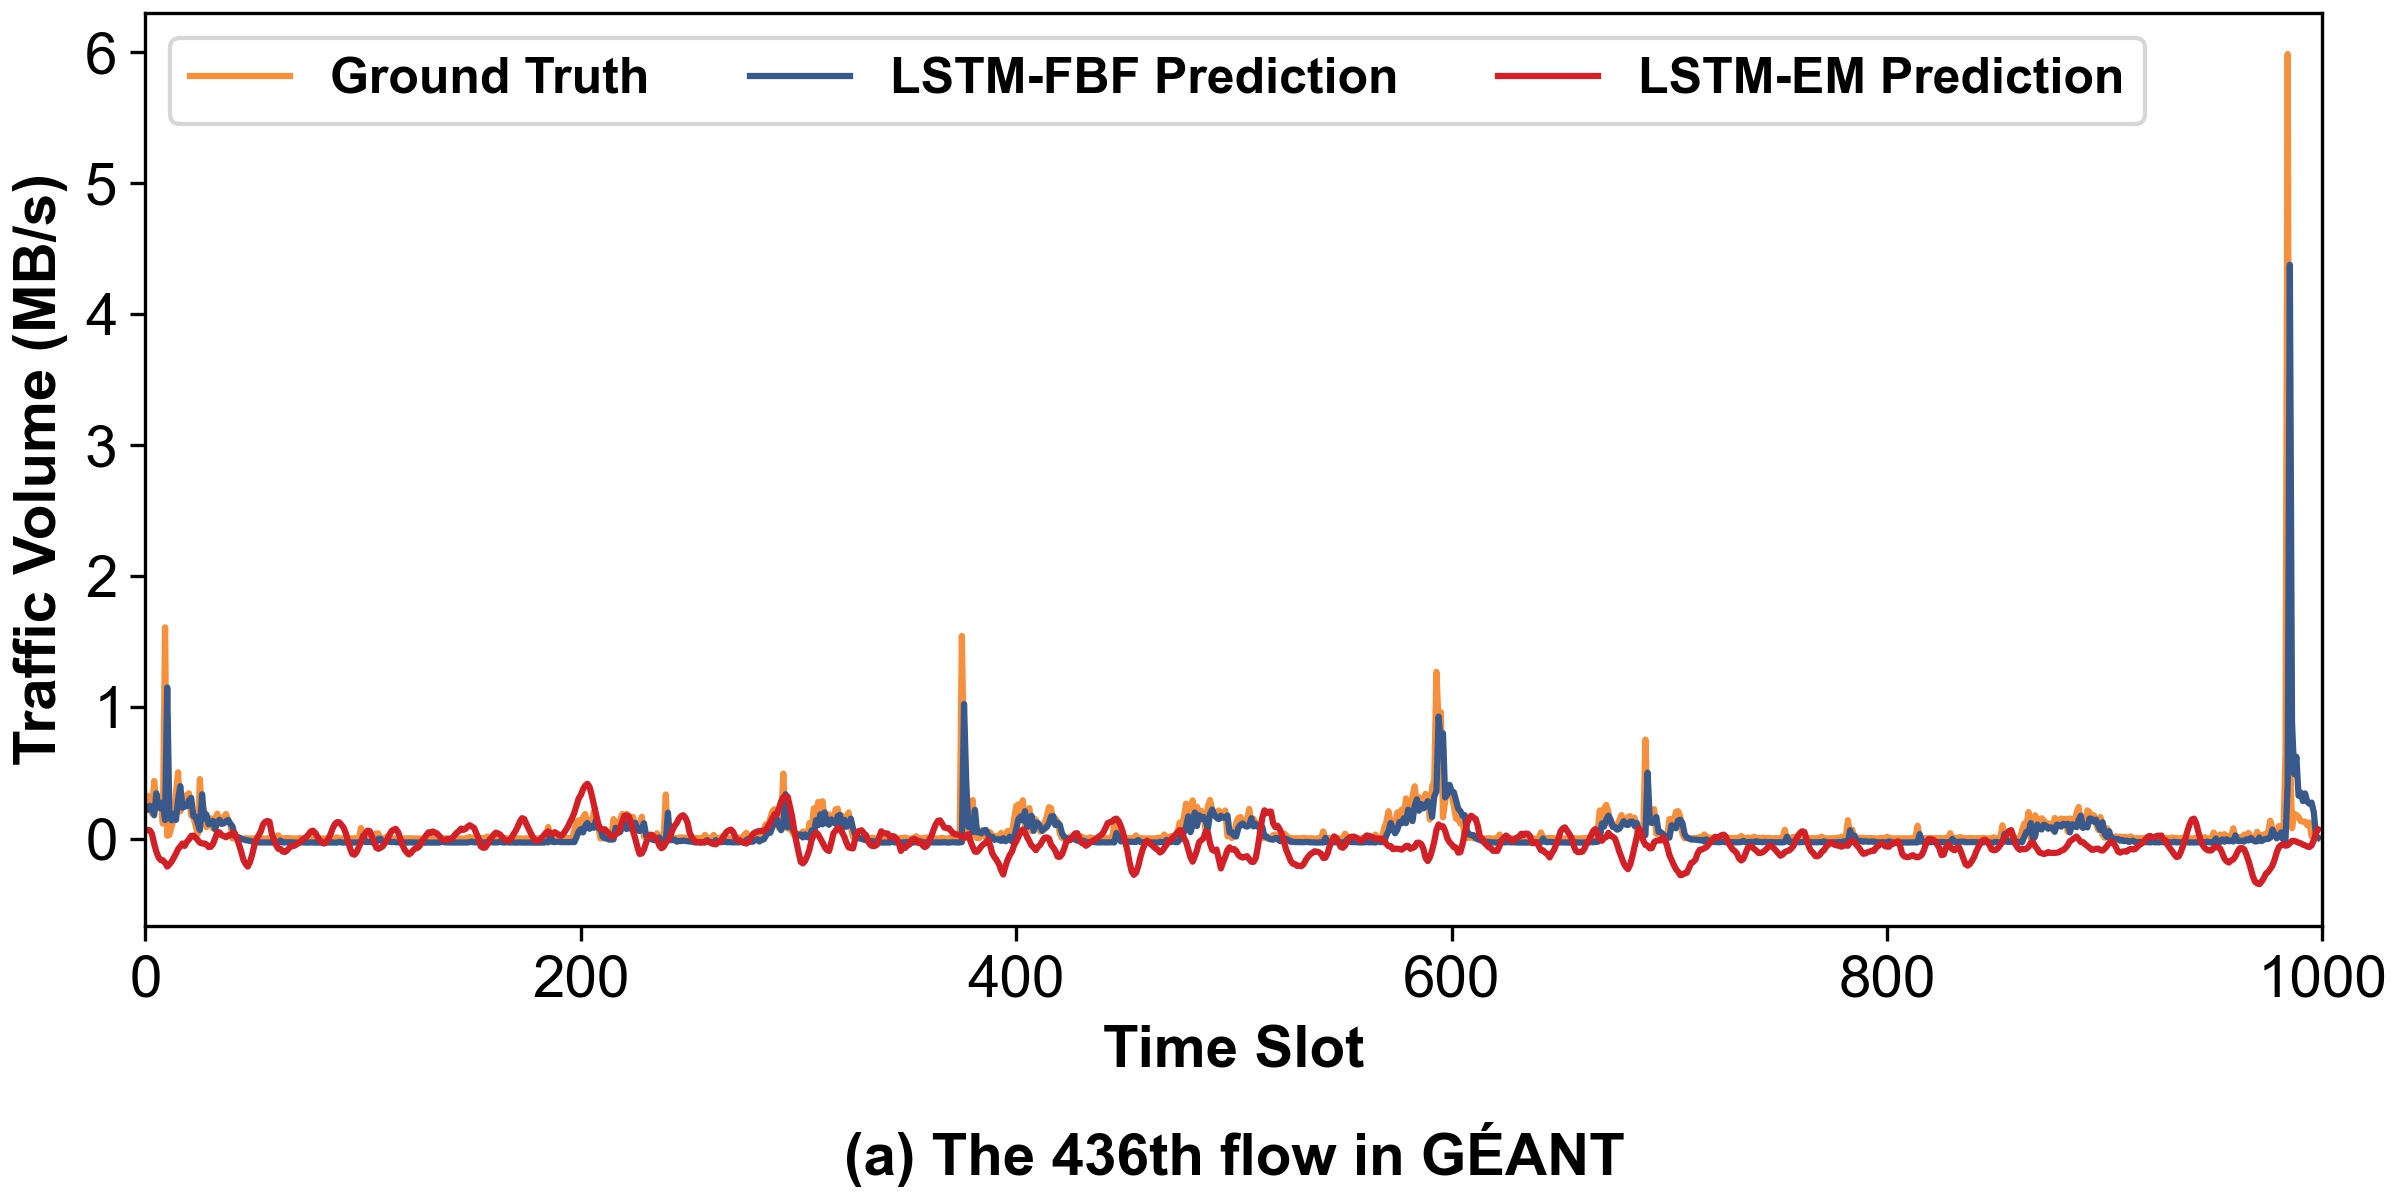 Ground Truth LSTM-FBF Prediction LSTM-EM Prediction
Traffic Volume (MB/s)
6
5
4
3
2
1
0
0 200 400 600 800 1000
Time Slot
(a) The 436th flow in GÉANT